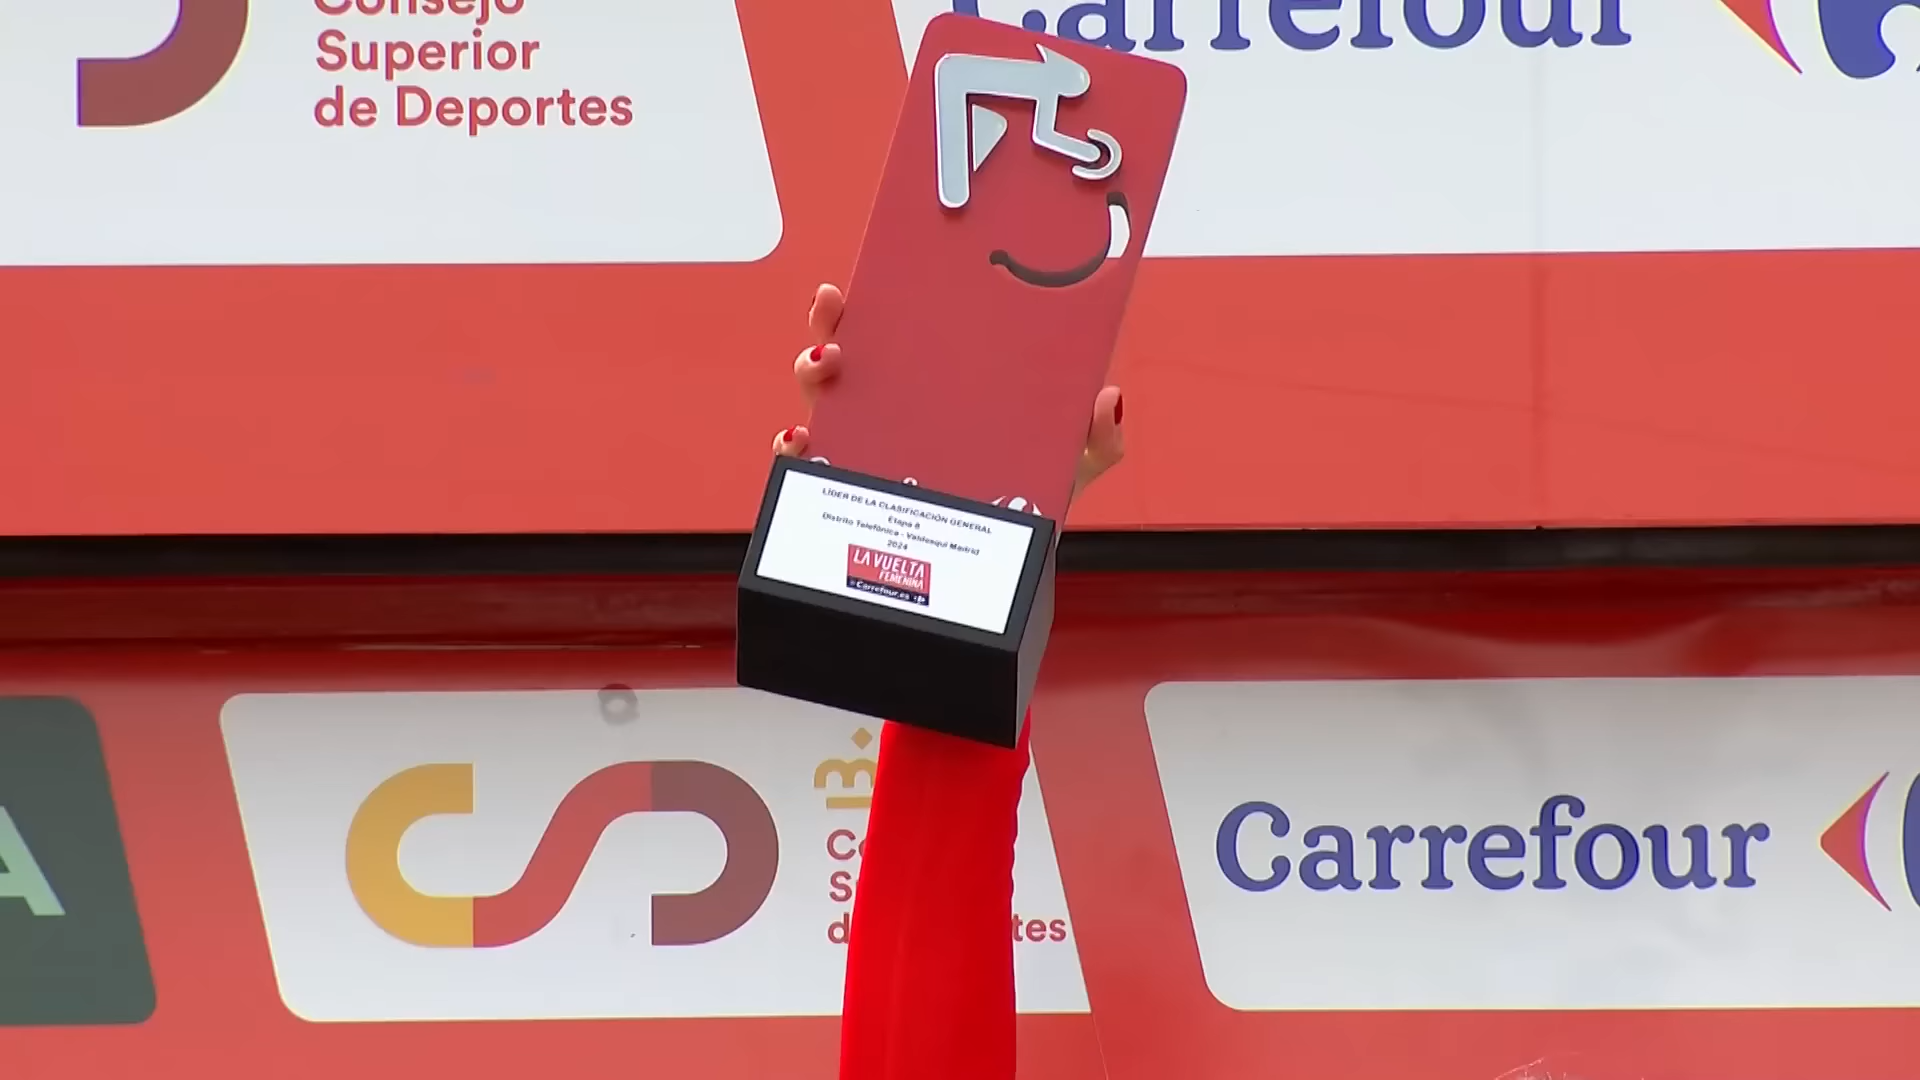 Consejo
Superior
de Deportes
Carrefour
LÍDER DE LA CLASIFICACIÓN GENERAL
Etapa 8
Distrito Telefónica - Valdesquí Madrid
2024
LA VUELTA
FEMENINA
Carrefour.es
A
Carrefour